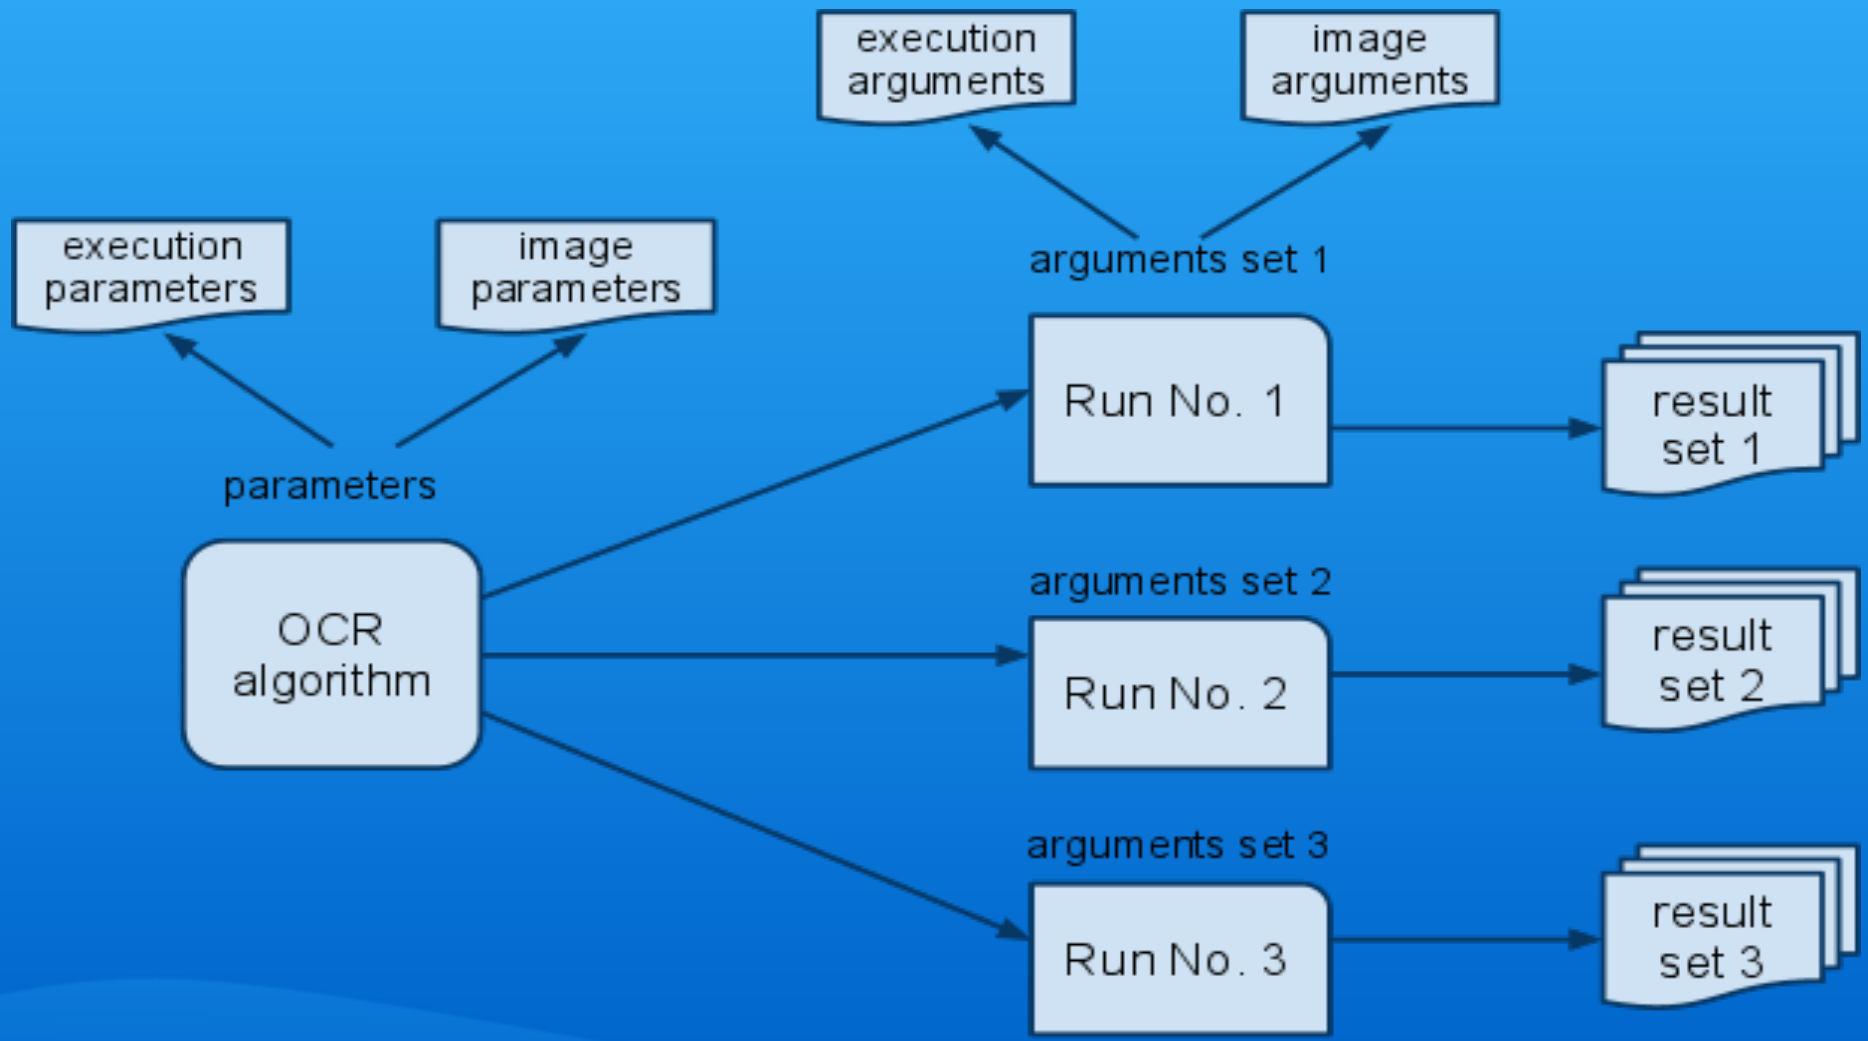 execution
arguments
image
arguments
execution
parameters
image
parameters
arguments set 1
parameters
Run No. 1
result
set 1
OCR
algorithm
arguments set 2
Run No. 2
result
set 2
arguments set 3
Run No. 3
result
set 3